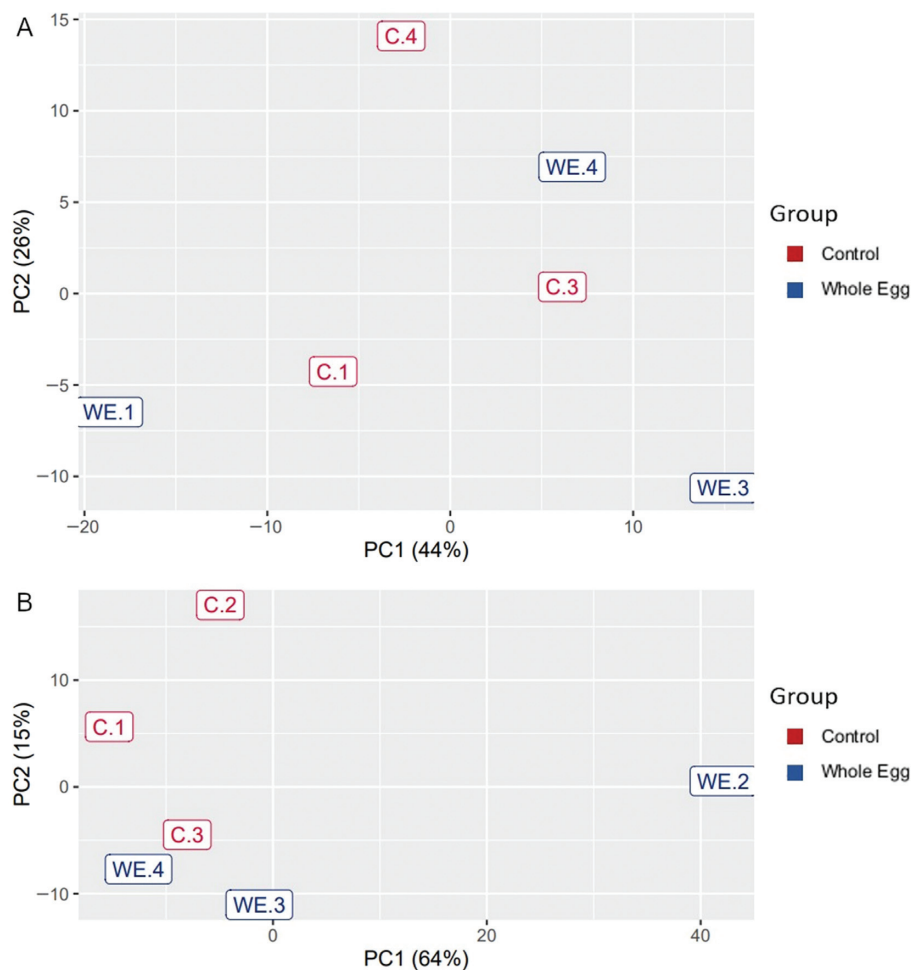 A
15
10
5
0
−5
−10
PC2 (26%)
C.4
WE.4
C.3
C.1
WE.1
WE.3
−20
−10
0
10
PC1 (44%)
Group
Control
Whole Egg
B
10
0
−10
PC2 (15%)
C.2
C.1
WE.2
C.3
WE.4
WE.3
0
20
40
PC1 (64%)
Group
Control
Whole Egg